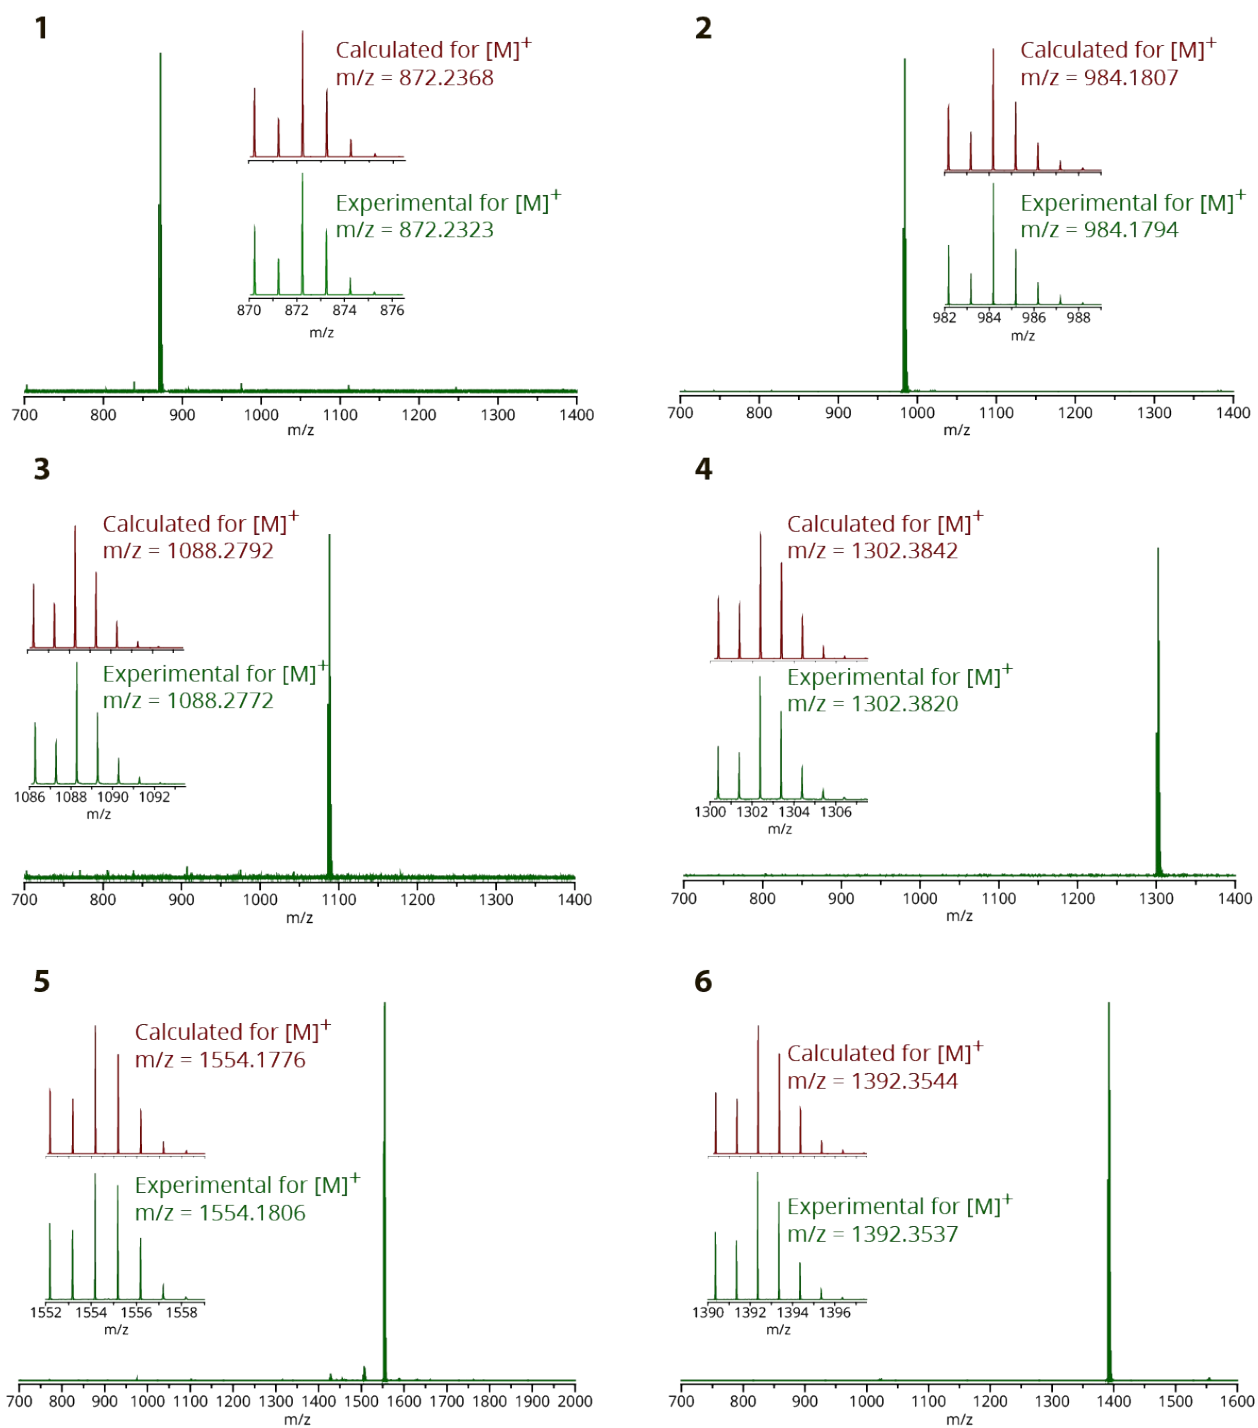 1
Calculated for [M]+
m/z = 872.2368
Experimental for [M]+
m/z = 872.2323
870 872 874 876
m/z
700 800 900 1000 1100 1200 1300 1400
m/z
2
Calculated for [M]+
m/z = 984.1807
Experimental for [M]+
m/z = 984.1794
982 984 986 988
m/z
700 800 900 1000 1100 1200 1300 1400
m/z
3
Calculated for [M]+
m/z = 1088.2792
Experimental for [M]+
m/z = 1088.2772
1086 1088 1090 1092
m/z
700 800 900 1000 1100 1200 1300 1400
m/z
4
Calculated for [M]+
m/z = 1302.3842
Experimental for [M]+
m/z = 1302.3820
1300 1302 1304 1306
m/z
700 800 900 1000 1100 1200 1300 1400
m/z
5
Calculated for [M]+
m/z = 1554.1776
Experimental for [M]+
m/z = 1554.1806
1552 1554 1556 1558
m/z
700 800 900 1000 1100 1200 1300 1400 1500 1600 1700 1800 1900 2000
m/z
6
Calculated for [M]+
m/z = 1392.3544
Experimental for [M]+
m/z = 1392.3537
1390 1392 1394 1396
m/z
700 800 900 1000 1100 1200 1300 1400 1500 1600
m/z